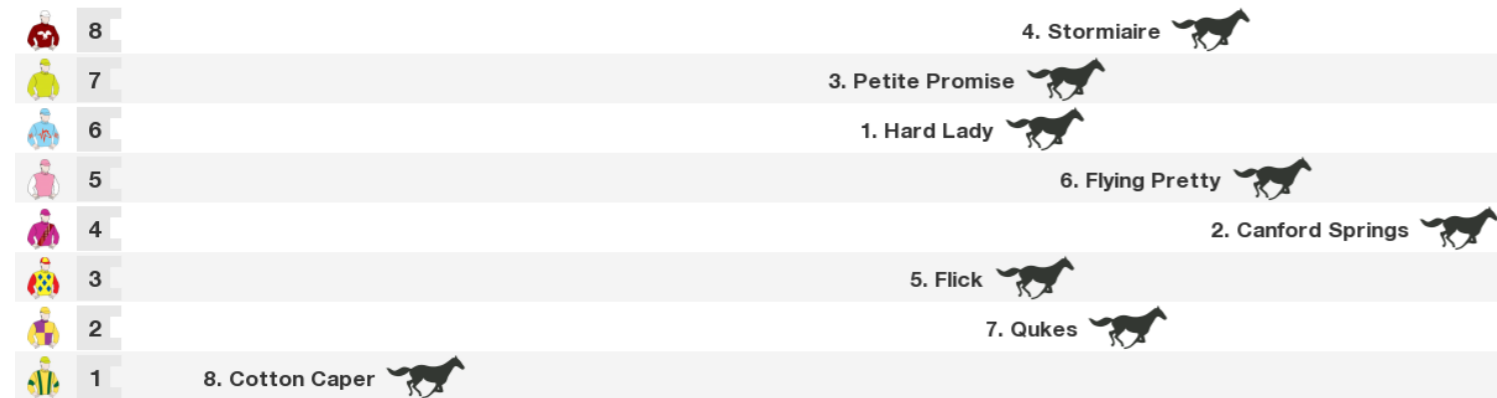 8 4. Stormiaire
7 3. Petite Promise
6 1. Hard Lady
5 6. Flying Pretty
4 2. Canford Springs
3 5. Flick
2 7. Qukes
1 8. Cotton Caper